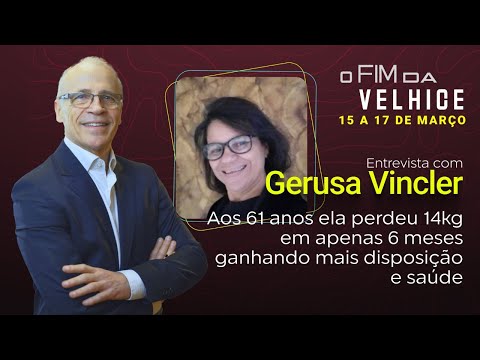 O FIM DA
VELHICE
15 A 17 DE MARÇO
Entrevista com
Gerusa Vincler
Aos 61 anos ela perdeu 14kg
em apenas 6 meses
ganhando mais disposição
e saúde